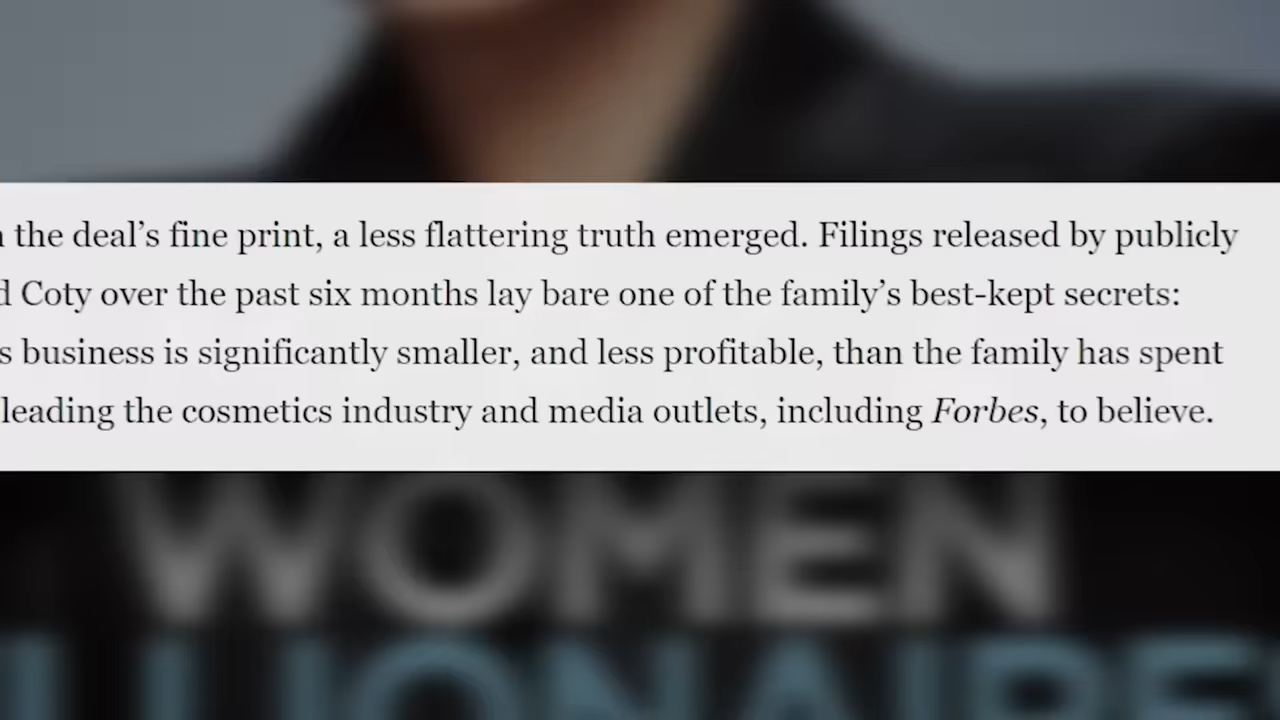 the deal’s fine print, a less flattering truth emerged. Filings released by publicly
Coty over the past six months lay bare one of the family’s best-kept secrets:
business is significantly smaller, and less profitable, than the family has spent
leading the cosmetics industry and media outlets, including Forbes, to believe.
WOMEN